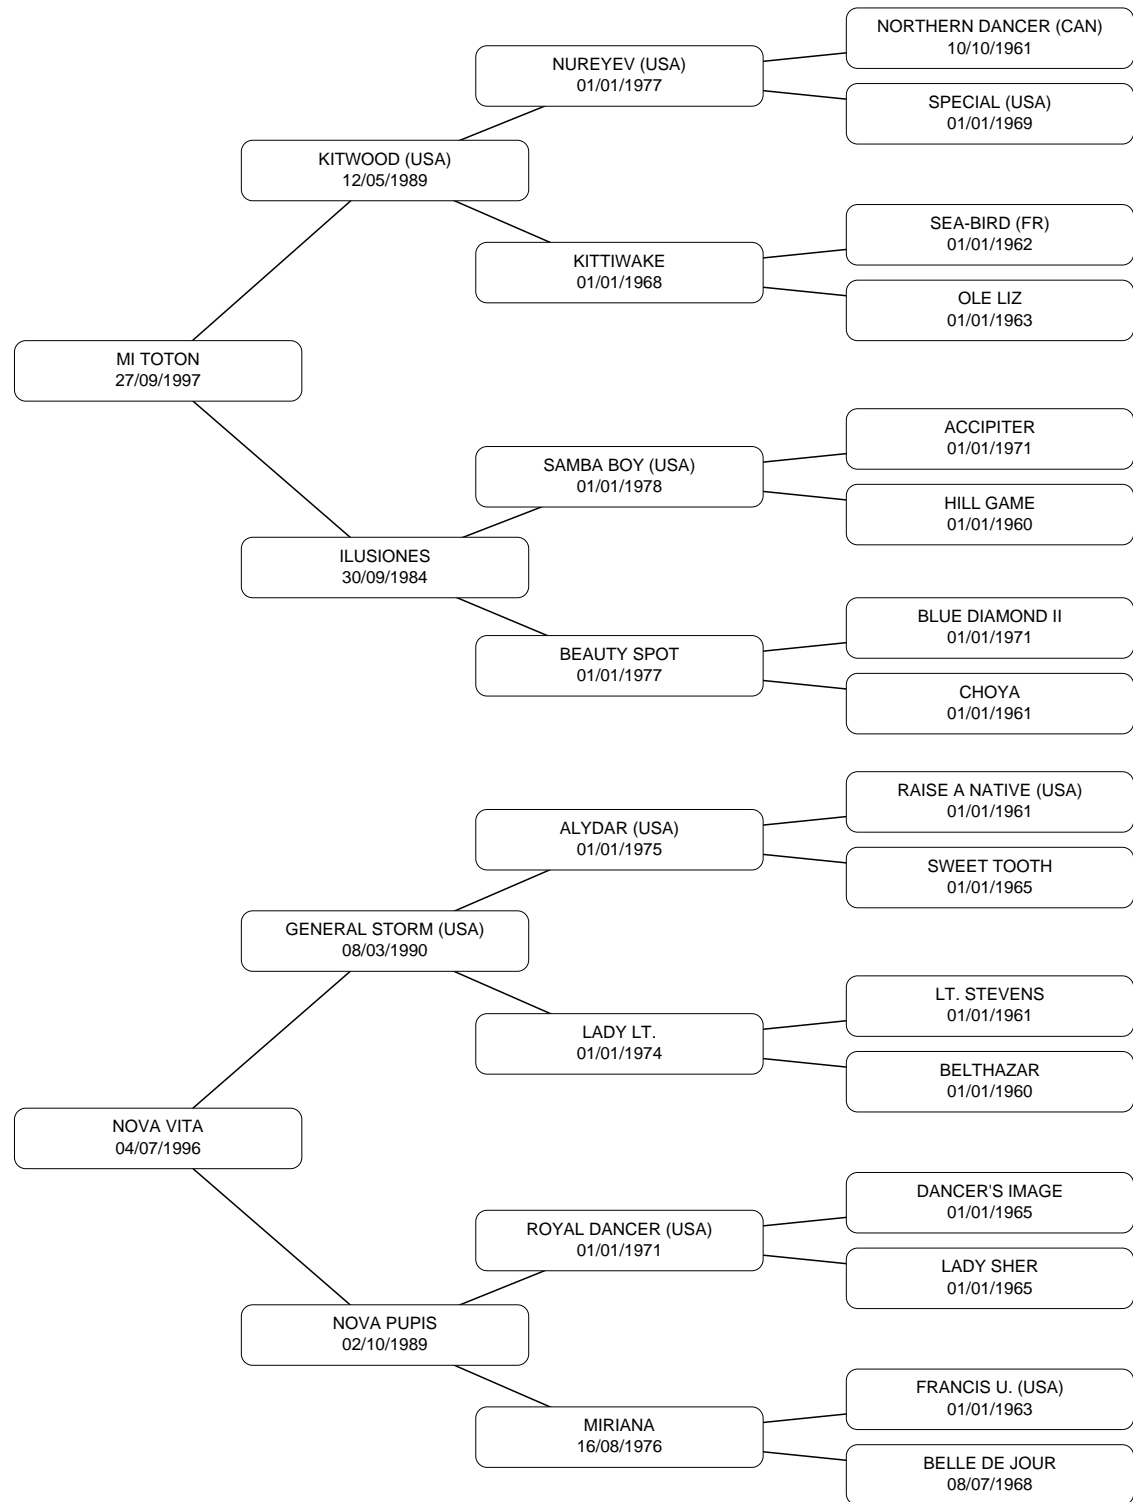 NORTHERN DANCER (CAN)
10/10/1961
NUREYEV (USA)
01/01/1977
SPECIAL (USA)
01/01/1969
KITWOOD (USA)
12/05/1989
SEA-BIRD (FR)
01/01/1962
KITTIWAKE
01/01/1968
OLE LIZ
01/01/1963
MI TOTON
27/09/1997
ACCIPITER
01/01/1971
SAMBA BOY (USA)
01/01/1978
HILL GAME
01/01/1960
ILUSIONES
30/09/1984
BLUE DIAMOND II
01/01/1971
BEAUTY SPOT
01/01/1977
CHOYA
01/01/1961
RAISE A NATIVE (USA)
01/01/1961
ALYDAR (USA)
01/01/1975
SWEET TOOTH
01/01/1965
GENERAL STORM (USA)
08/03/1990
LT. STEVENS
01/01/1961
LADY LT.
01/01/1974
BELTHAZAR
01/01/1960
NOVA VITA
04/07/1996
DANCER'S IMAGE
01/01/1965
ROYAL DANCER (USA)
01/01/1971
LADY SHER
01/01/1965
NOVA PUPIS
02/10/1989
FRANCIS U. (USA)
01/01/1963
MIRIANA
16/08/1976
BELLE DE JOUR
08/07/1968